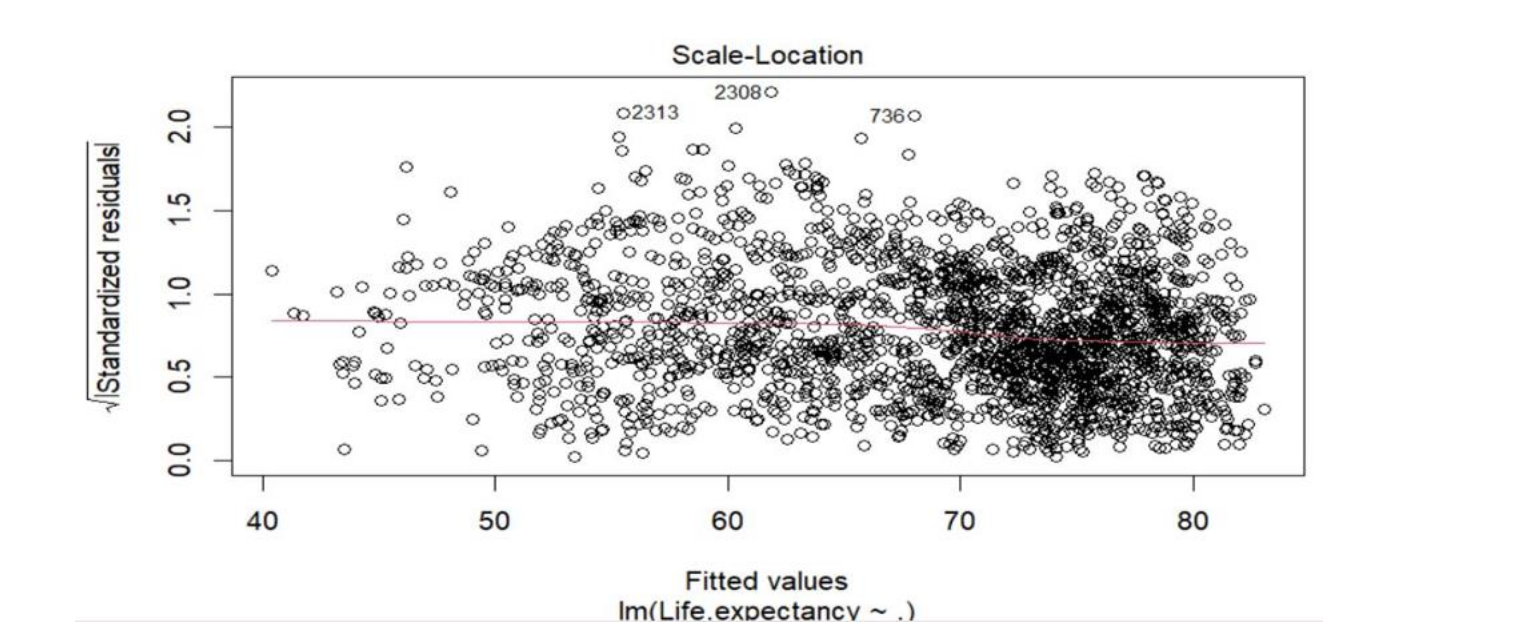 Scale-Location
√|Standardized residuals|
2.0
1.5
1.0
0.5
0.0
2308
2313
736
40 50 60 70 80
Fitted values
lm(Life.expectancy ~ .)